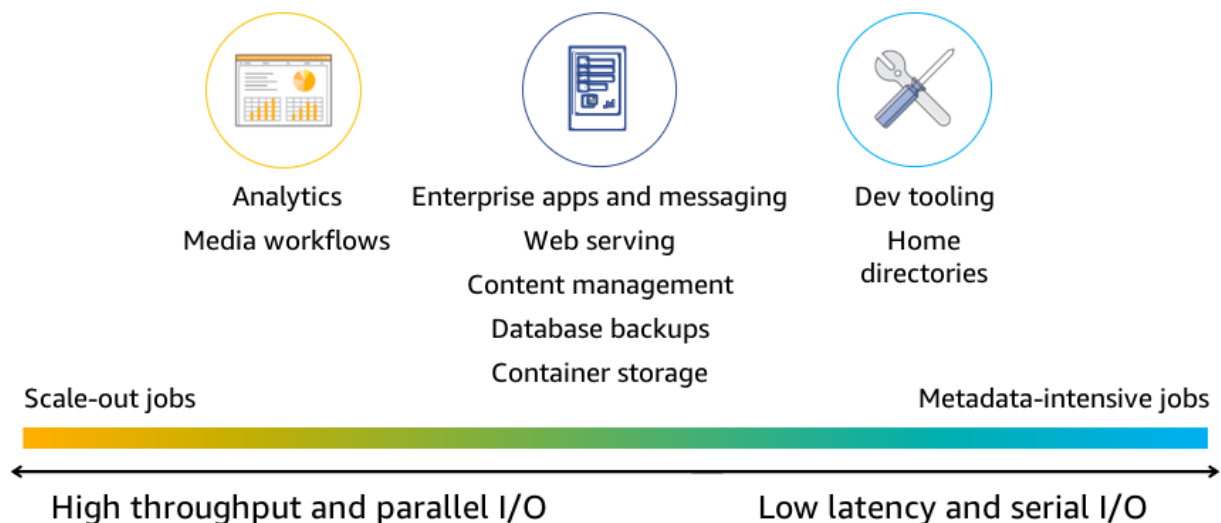 Analytics
Media workflows
Enterprise apps and messaging
Web serving
Content management
Database backups
Container storage
Dev tooling
Home
directories
Scale-out jobs
Metadata-intensive jobs
High throughput and parallel I/O
Low latency and serial I/O